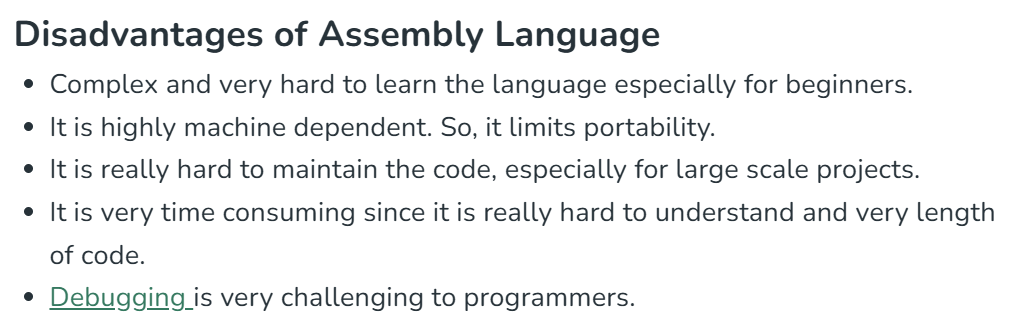 Disadvantages of Assembly Language
• Complex and very hard to learn the language especially for beginners.
• It is highly machine dependent. So, it limits portability.
• It is really hard to maintain the code, especially for large scale projects.
• It is very time consuming since it is really hard to understand and very length
of code.
• Debugging is very challenging to programmers.